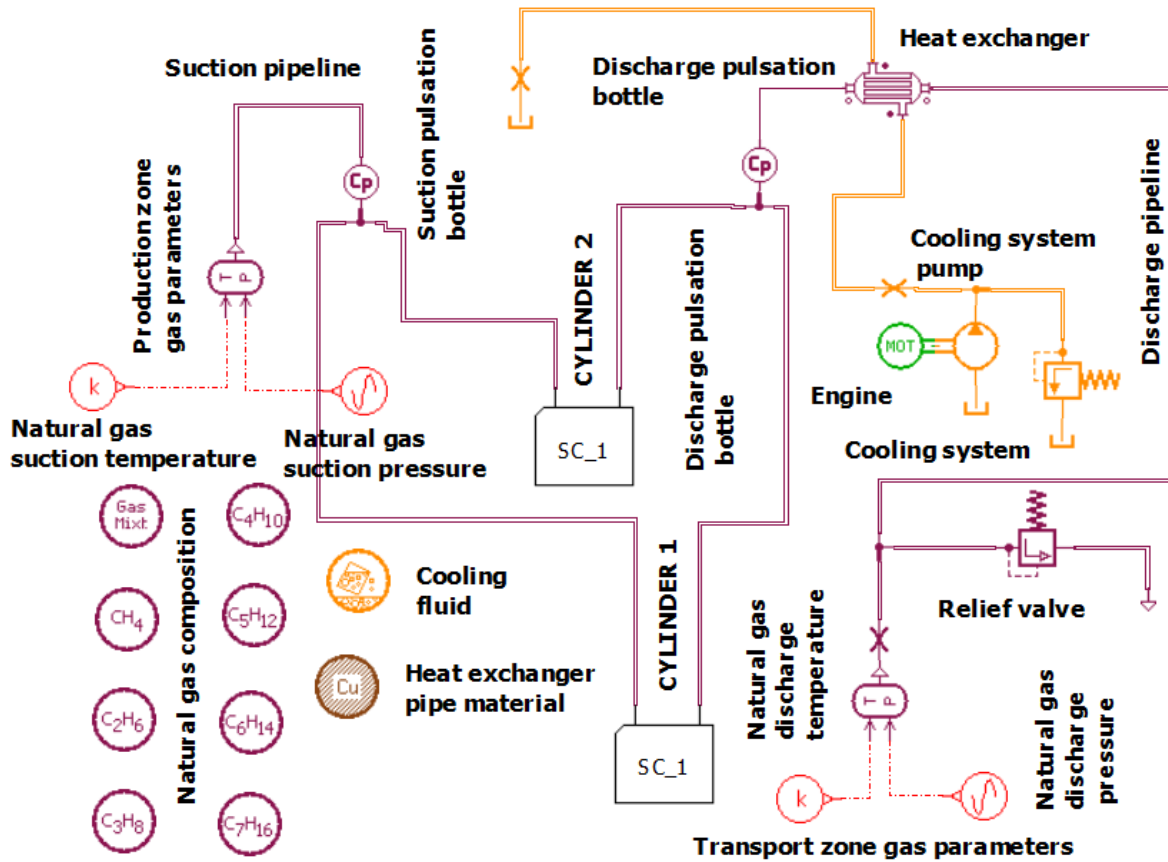 Heat exchanger
Suction pipeline
Discharge pulsation
bottle
Suction pulsation
bottle
Production zone
gas parameters
Cp
Cp
Discharge pipeline
T P
CYLINDER 2
Cooling system
pump
MOT
Engine
Discharge pulsation
bottle
k
Natural gas
suction temperature
Natural gas
suction pressure
SC_1
Cooling system
Gas
Mixt
C4H10
Natural gas composition
Cooling
fluid
CYLINDER 1
Relief valve
CH4
C5H12
Heat exchanger
pipe material
Cu
Natural gas
discharge
temperature
T P
Natural gas
discharge
pressure
C2H6
C6H14
SC_1
k
C3H8
C7H16
Transport zone gas parameters